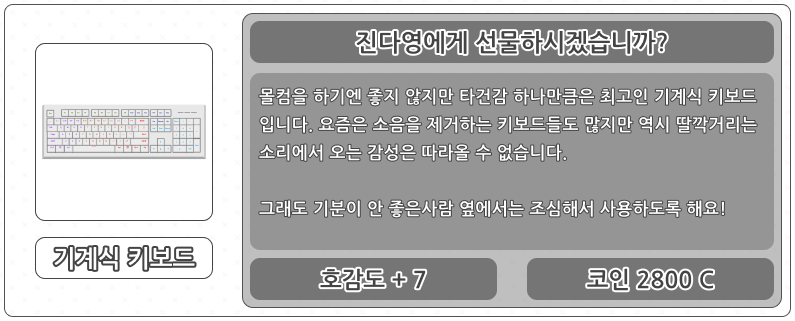 진다영에게 선물하시겠습니까?
몰컴을 하기엔 좋지 않지만 타건감 하나만큼은 최고인 기계식 키보드
입니다. 요즘은 소음을 제거하는 키보드들도 많지만 역시 딸깍거리는
소리에서 오는 감성은 따라올 수 없습니다.
그래도 기분이 안 좋은사람 옆에서는 조심해서 사용하도록 해요!
기계식 키보드
호감도 + 7
코인 2800 C